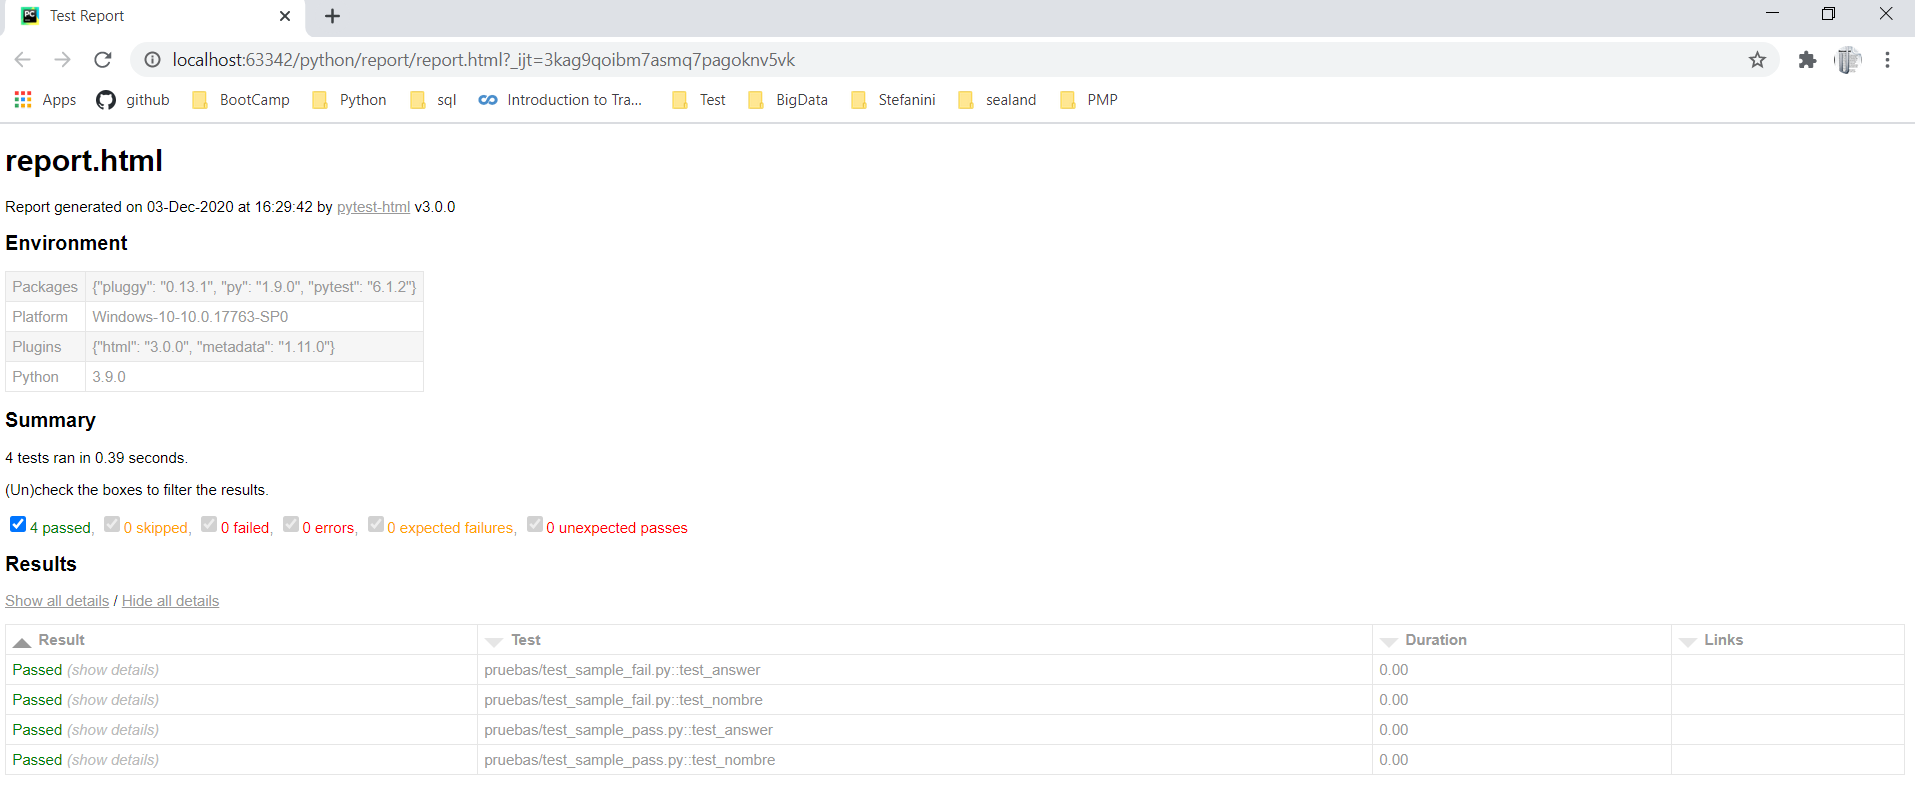 Test Report
localhost:63342/python/report/report.html?_ijt=3kag9qoibm7asmq7pagoknv5vk
Apps github BootCamp Python sql Introduction to Tra... Test BigData Stefanini sealand PMP
report.html
Report generated on 03-Dec-2020 at 16:29:42 by pytest-html v3.0.0
Environment
Packages {"pluggy": "0.13.1", "py": "1.9.0", "pytest": "6.1.2"}
Platform Windows-10-10.0.17763-SP0
Plugins {"html": "3.0.0", "metadata": "1.11.0"}
Python 3.9.0
Summary
4 tests ran in 0.39 seconds.
(Un)check the boxes to filter the results.
4 passed, 0 skipped, 0 failed, 0 errors, 0 expected failures, 0 unexpected passes
Results
Show all details / Hide all details
Result Test Duration Links
Passed (show details) pruebas/test_sample_fail.py::test_answer 0.00
Passed (show details) pruebas/test_sample_fail.py::test_nombre 0.00
Passed (show details) pruebas/test_sample_pass.py::test_answer 0.00
Passed (show details) pruebas/test_sample_pass.py::test_nombre 0.00